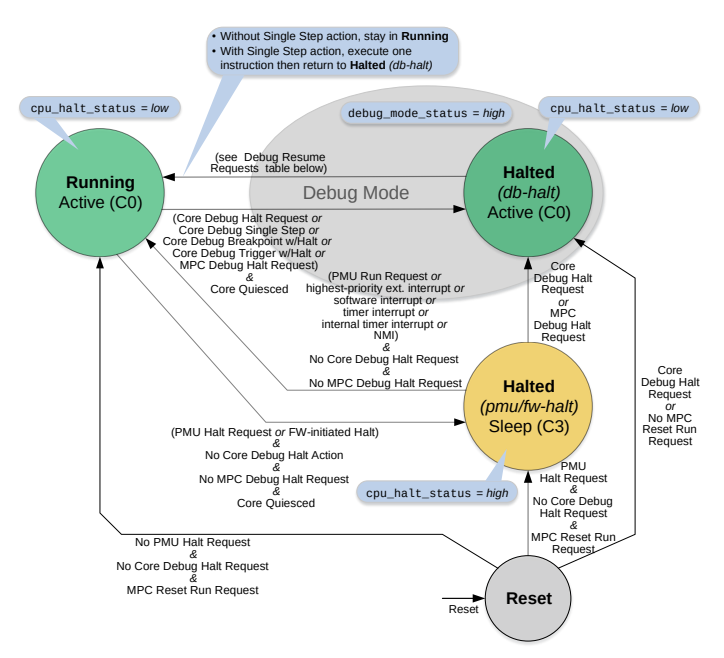 • Without Single Step action, stay in Running
• With Single Step action, execute one
instruction then return to Halted (db-halt)
cpu_halt_status = low
debug_mode_status = high
cpu_halt_status = low
Running
Active (C0)
(see Debug Resume
Requests table below)
Debug Mode
Halted
(db-halt)
Active (C0)
(Core Debug Halt Request or
Core Debug Single Step or
Core Debug Breakpoint w/Halt or
Core Debug Trigger w/Halt or
MPC Debug Halt Request)
&
Core Quiesced
(PMU Run Request or
highest-priority ext. interrupt or
software interrupt or
timer interrupt or
internal timer interrupt or
NMI)
&
No Core Debug Halt Request
&
No MPC Debug Halt Request
Core
Debug Halt
Request
or
MPC
Debug Halt
Request
Halted
(pmu/fw-halt)
Sleep (C3)
Core
Debug Halt
Request
or
No MPC
Reset Run
Request
(PMU Halt Request or FW-initiated Halt)
&
No Core Debug Halt Action
&
No MPC Debug Halt Request
&
Core Quiesced
cpu_halt_status = high
PMU
Halt Request
&
No Core Debug
Halt Request
&
MPC Reset Run
Request
No PMU Halt Request
&
No Core Debug Halt Request
&
MPC Reset Run Request
Reset
Reset